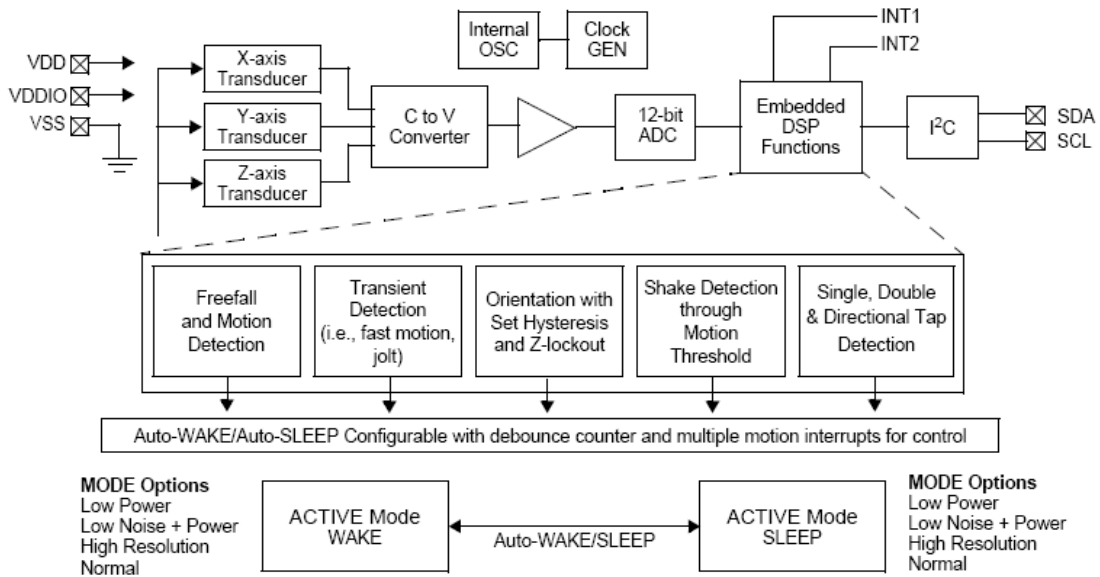 VDD
VDDIO
VSS
X-axis
Transducer
Y-axis
Transducer
Z-axis
Transducer
C to V
Converter
Internal
OSC
Clock
GEN
12-bit
ADC
Embedded
DSP
Functions
INT1
INT2
I²C
SDA
SCL
Freefall
and Motion
Detection
Transient
Detection
(i.e., fast motion,
jolt)
Orientation with
Set Hysteresis
and Z-lockout
Shake Detection
through
Motion
Threshold
Single, Double
& Directional Tap
Detection
Auto-WAKE/Auto-SLEEP Configurable with debounce counter and multiple motion interrupts for control
MODE Options
Low Power
Low Noise + Power
High Resolution
Normal
ACTIVE Mode
WAKE
Auto-WAKE/SLEEP
ACTIVE Mode
SLEEP
MODE Options
Low Power
Low Noise + Power
High Resolution
Normal